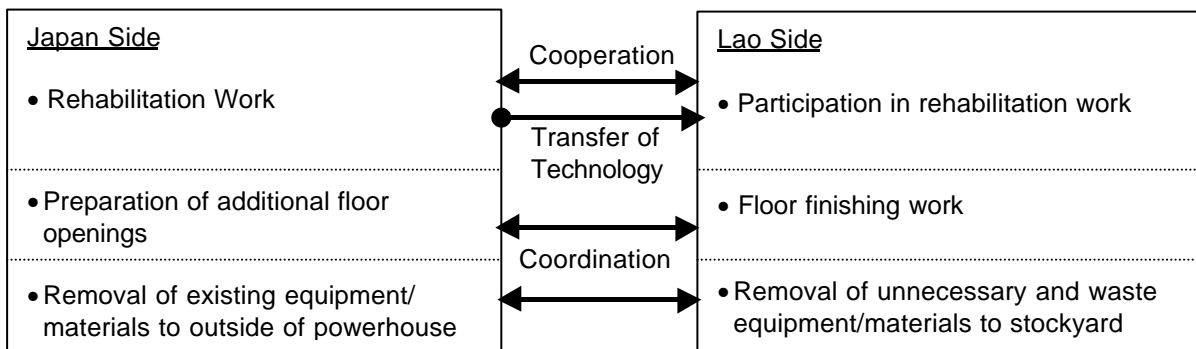 Japan Side
• Rehabilitation Work
• Preparation of additional floor
openings
• Removal of existing equipment/
materials to outside of powerhouse
Cooperation
Transfer of
Technology
Coordination
Lao Side
• Participation in rehabilitation work
• Floor finishing work
• Removal of unnecessary and waste
equipment/materials to stockyard